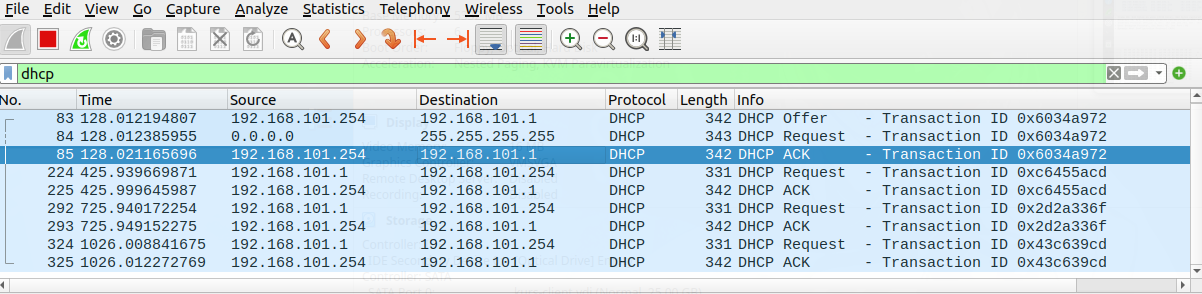 File Edit View Go Capture Analyze Statistics Telephony Wireless Tools Help
dhcp
No. Time Source Destination Protocol Length Info
83 128.012194807 192.168.101.254 192.168.101.1 DHCP 342 DHCP Offer - Transaction ID 0x6034a972
84 128.012385955 0.0.0.0 255.255.255.255 DHCP 343 DHCP Request - Transaction ID 0x6034a972
85 128.021165696 192.168.101.254 192.168.101.1 DHCP 342 DHCP ACK - Transaction ID 0x6034a972
224 425.939669871 192.168.101.1 192.168.101.254 DHCP 331 DHCP Request - Transaction ID 0xc6455acd
225 425.999645987 192.168.101.254 192.168.101.1 DHCP 342 DHCP ACK - Transaction ID 0xc6455acd
292 725.940172254 192.168.101.1 192.168.101.254 DHCP 331 DHCP Request - Transaction ID 0x2d2a336f
293 725.949152275 192.168.101.254 192.168.101.1 DHCP 342 DHCP ACK - Transaction ID 0x2d2a336f
324 1026.008841675 192.168.101.1 192.168.101.254 DHCP 331 DHCP Request - Transaction ID 0x43c639cd
325 1026.012272769 192.168.101.254 192.168.101.1 DHCP 342 DHCP ACK - Transaction ID 0x43c639cd